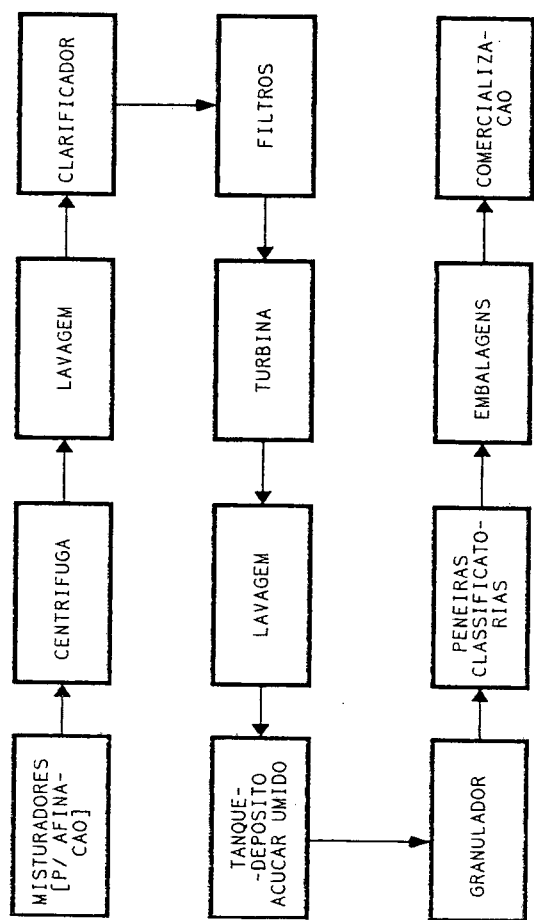 MISTURADORES
[P/ AFINA-
CAO]
CENTRIFUGA
LAVAGEM
CLARIFICADOR
FILTROS
TURBINA
LAVAGEM
TANQUE-
-DEPOSITO
ACUCAR UMIDO
GRANULADOR
PENEIRAS
CLASSIFICATO-
RIAS
EMBALAGENS
COMERCIALIZA-
CAO